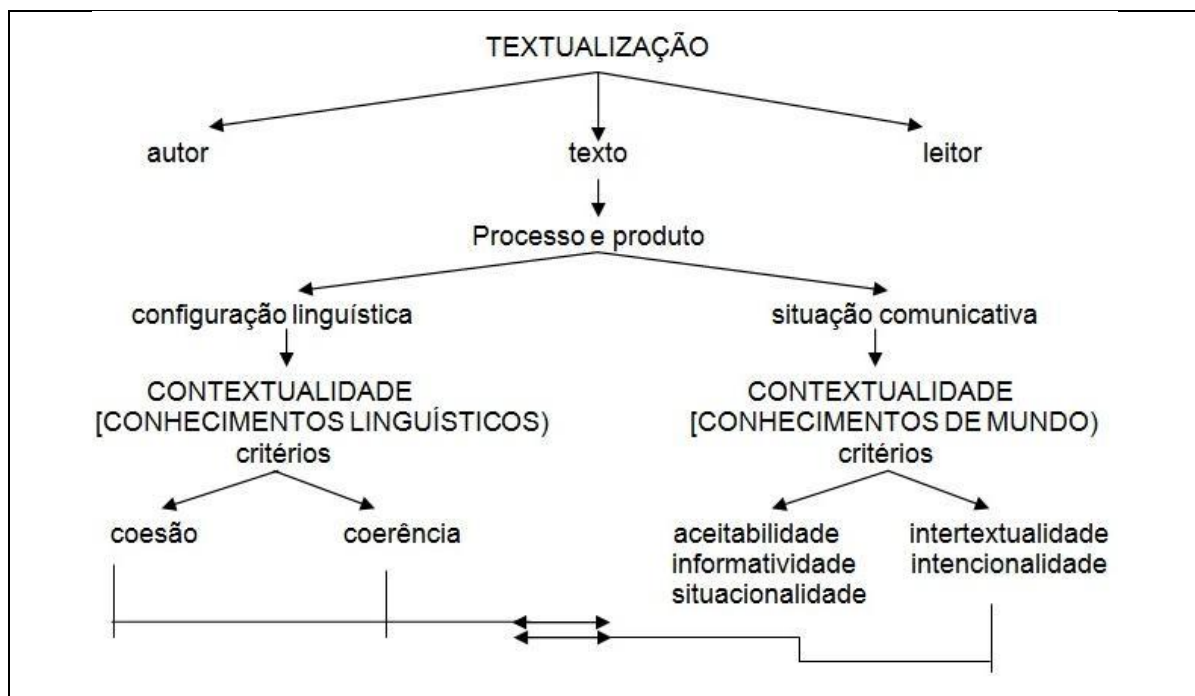 TEXTUALIZAÇÃO
autor texto leitor
Processo e produto
configuração linguística situação comunicativa
CONTEXTUALIDADE CONTEXTUALIDADE
[CONHECIMENTOS LINGUÍSTICOS) [CONHECIMENTOS DE MUNDO)
critérios critérios
coesão coerência aceitabilidade intertextualidade
informatividade intencionalidade
situacionalidade